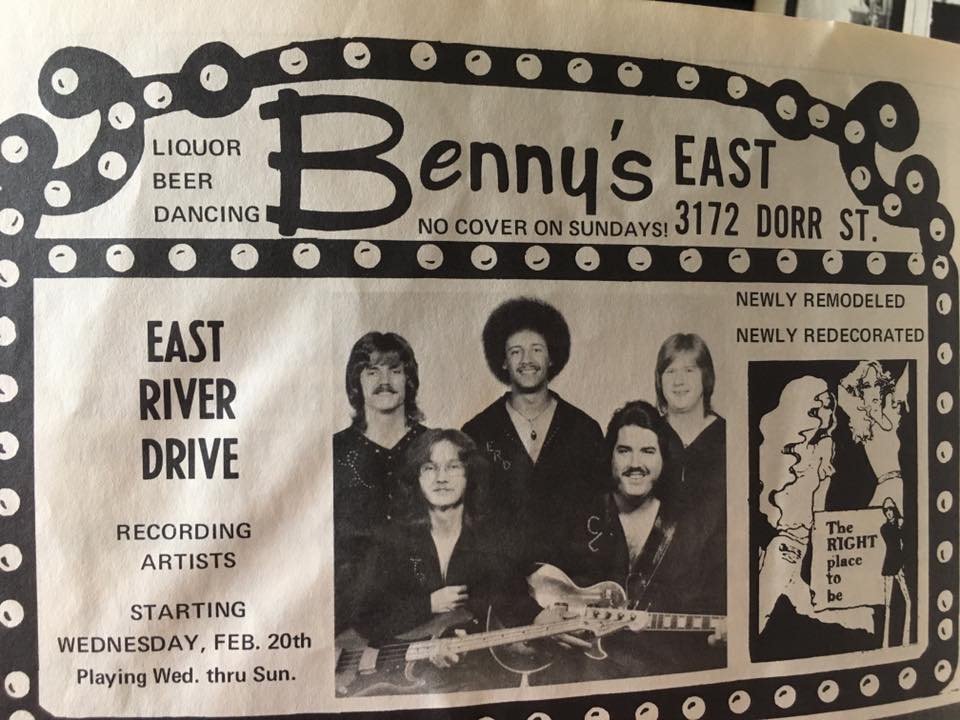 LIQUOR
BEER
DANCING
Benny's EAST
NO COVER ON SUNDAYS!
3172 DORR ST.
EAST
RIVER
DRIVE
RECORDING
ARTISTS
STARTING
WEDNESDAY, FEB. 20th
Playing Wed. thru Sun.
ERD
NEWLY REMODELED
NEWLY REDECORATED
The
RIGHT
place
to
be